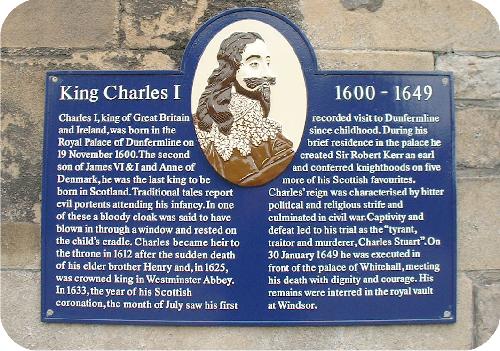 King Charles I
Charles I, king of Great Britain
and Ireland, was born in the
Royal Palace of Dunfermline on
19 November 1600. The second
son of James VI & I and Anne of
Denmark, he was the last king to be
born in Scotland. Traditional tales report
evil portents attending his infancy. In one
of these a bloody cloak was said to have
blown in through a window and rested on
the child's cradle. Charles became heir to
the throne in 1612 after the sudden death
of his elder brother Henry and, in 1625,
was crowned king in Westminster Abbey.
In 1633, the year of his Scottish
coronation, the month of July saw his first
1600 - 1649
recorded visit to Dunfermline
since childhood. During his
brief residence in the palace he
created Sir Robert Kerr an earl
and conferred knighthoods on five
more of his Scottish favourites.
Charles' reign was characterised by bitter
political and religious strife and
culminated in civil war. Captivity and
defeat led to his trial as the "tyrant,
traitor and murderer, Charles Stuart". On
30 January 1649 he was executed in
front of the palace of Whitehall, meeting
his death with dignity and courage. His
remains were interred in the royal vault
at Windsor.